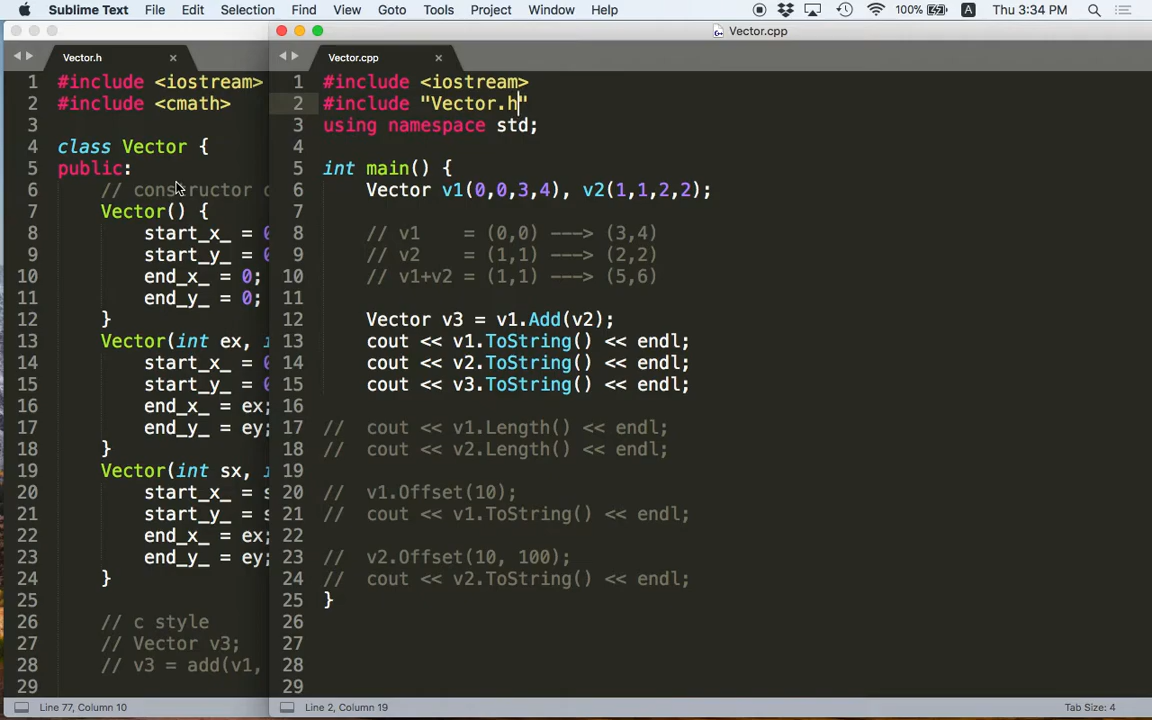 Sublime Text File Edit Selection Find View Goto Tools Project Window Help 100% A Thu 3:34 PM
Vector.cpp
Vector.h ×
1 #include <iostream>
2 #include <cmath>
3
4 class Vector {
5 public:
6 // constructor
7 Vector() {
8 start_x_ = 0
9 start_y_ = 0
10 end_x_ = 0;
11 end_y_ = 0;
12 }
13 Vector(int ex,
14 start_x_ = 0
15 start_y_ = 0
16 end_x_ = ex;
17 end_y_ = ey;
18 }
19 Vector(int sx,
20 start_x_ = s
21 start_y_ = s
22 end_x_ = ex;
23 end_y_ = ey;
24 }
25
26 // c style
27 // Vector v3;
28 // v3 = add(v1,
29
Line 77, Column 10
Vector.cpp ×
1 #include <iostream>
2 #include "Vector.h"
3 using namespace std;
4
5 int main() {
6 Vector v1(0,0,3,4), v2(1,1,2,2);
7
8 // v1 = (0,0) ---> (3,4)
9 // v2 = (1,1) ---> (2,2)
10 // v1+v2 = (1,1) ---> (5,6)
11
12 Vector v3 = v1.Add(v2);
13 cout << v1.ToString() << endl;
14 cout << v2.ToString() << endl;
15 cout << v3.ToString() << endl;
16
17 // cout << v1.Length() << endl;
18 // cout << v2.Length() << endl;
19
20 // v1.Offset(10);
21 // cout << v1.ToString() << endl;
22
23 // v2.Offset(10, 100);
24 // cout << v2.ToString() << endl;
25 }
26
27
28
29
Line 2, Column 19 Tab Size: 4